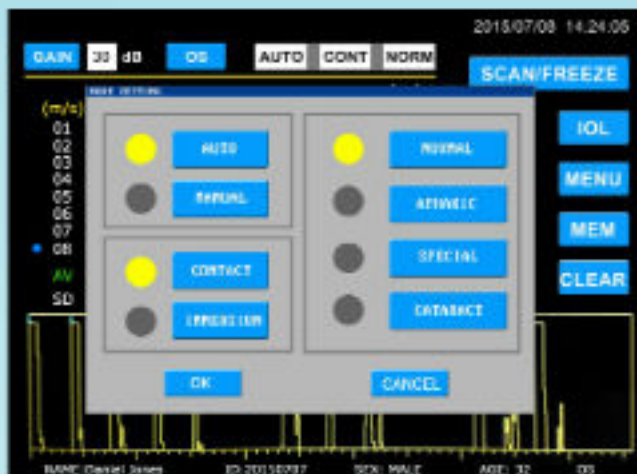 2015/07/08 14:24:05
GAIN 30 dB OS AUTO CONT NORM
SCAN/FREEZE
(m/s)
01
02
03
04
05
06
07
08
AV
SD
AUTO
MANUAL
CONTACT
IMMERSION
NORMAL
APHAKIC
SPECIAL
CATARACT
OK
CANCEL
IOL
MENU
MEM
CLEAR
NAME:Daniel Jones ID:20150707 SEX: MALE AGE: 32 OS